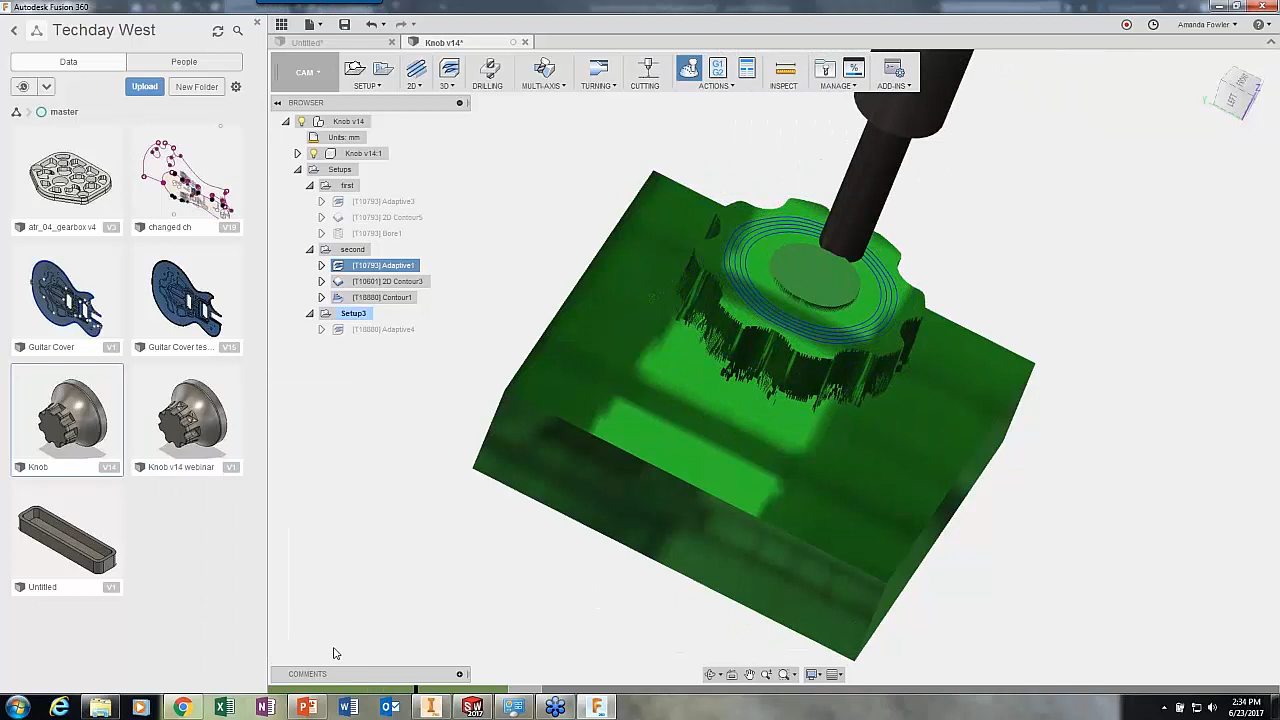 Autodesk Fusion 360
Techday West
Data
People
Upload
New Folder
master
atr_04_gearbox v4
V3
changed ch
V19
Guitar Cover
V1
Guitar Cover tes...
V15
Knob
V14
Knob v14 webinar
V1
Untitled
V1
Amanda Fowler
Untitled*
Knob v14*
CAM
SETUP
2D
3D
DRILLING
MULTI-AXIS
TURNING
CUTTING
G1
G2
ACTIONS
INSPECT
MANAGE
ADD-INS
BROWSER
Knob v14
Units: mm
Knob v14:1
Setups
first
[T10793] Adaptive3
[T10793] 2D Contour5
[T10793] Bore1
second
[T10793] Adaptive1
[T10601] 2D Contour3
[T18880] Contour1
Setup3
[T18880] Adaptive4
COMMENTS
2:34 PM
6/23/2017